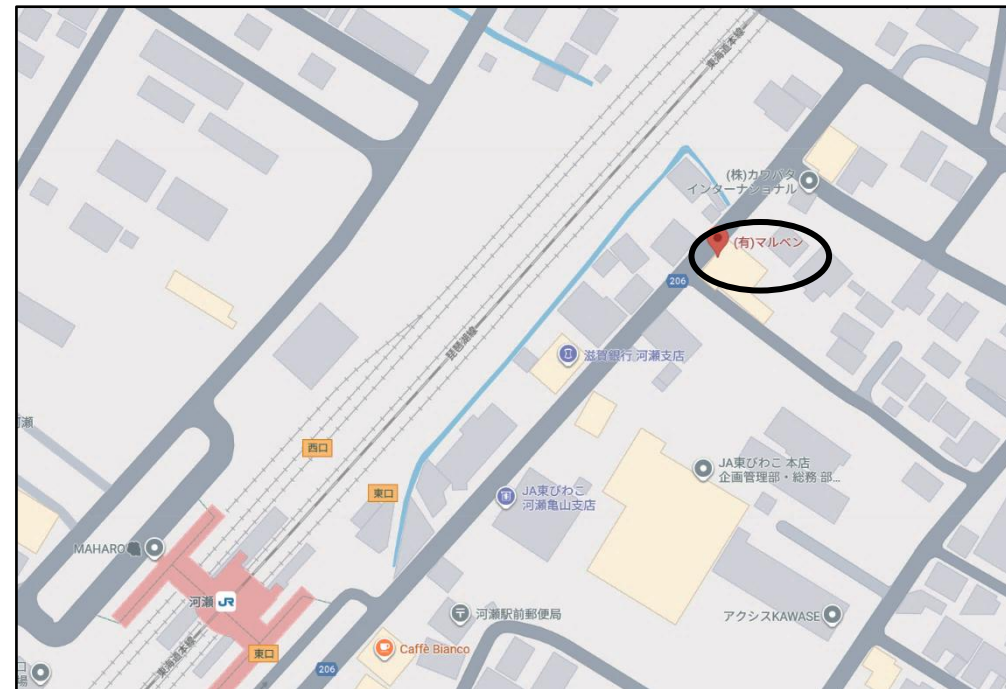 東海道本線
(株)カワバタ
インターナショナル
(有)マルベン
206
琵琶湖線
滋賀銀行 河瀬支店
西口
東口
JA東びわこ 本店
企画管理部・総務 部...
JA東びわこ
河瀬亀山支店
MAHARO
河瀬 JR
河瀬駅前郵便局
アクシスKAWASE
Caffè Bianco
東口
206
東海道本線